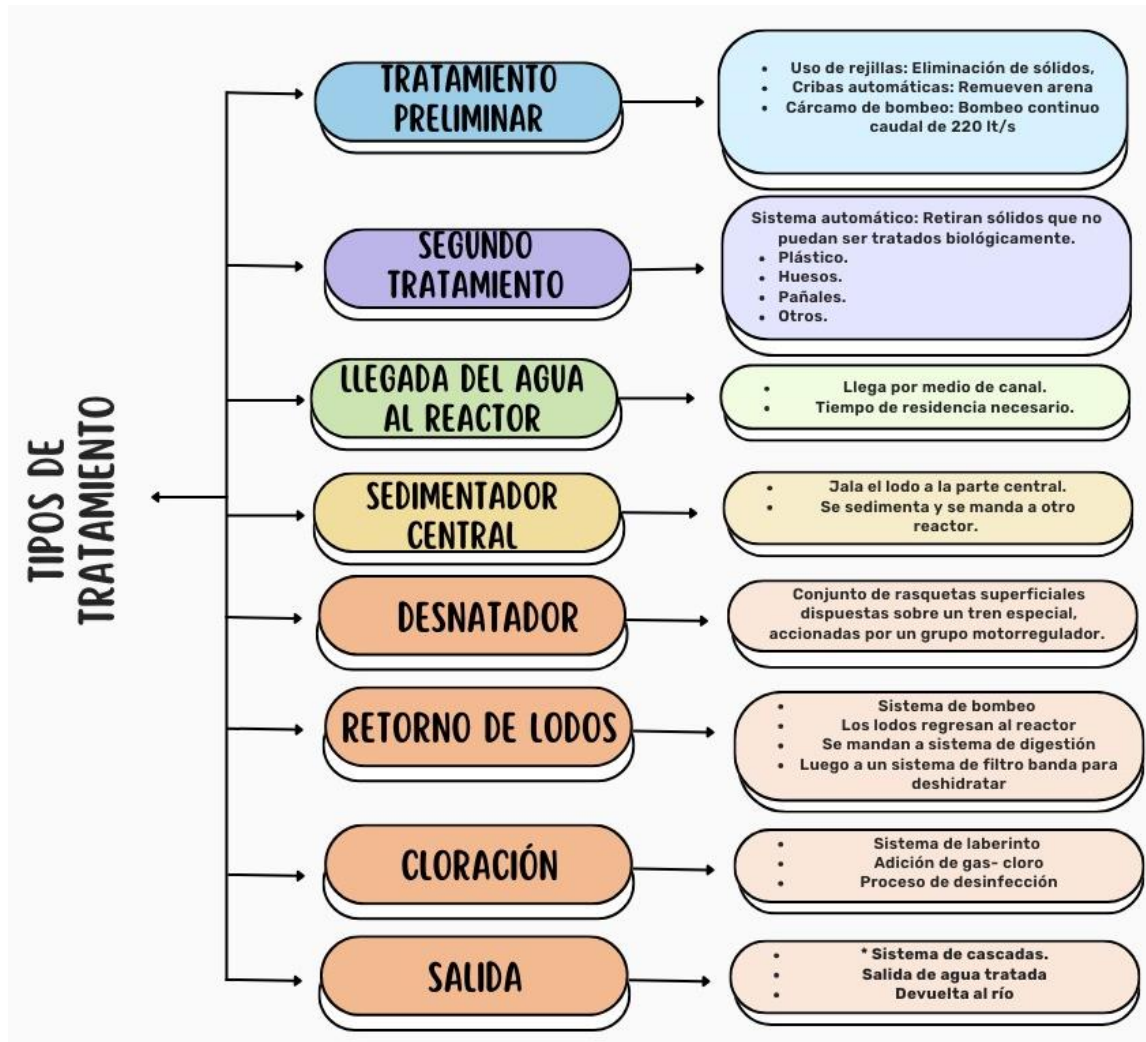 TIPOS DE
TRATAMIENTO
TRATAMIENTO
PRELIMINAR
• Uso de rejillas: Eliminación de sólidos,
• Cribas automáticas: Remueven arena
• Cárcamo de bombeo: Bombeo continuo
caudal de 220 lt/s
SEGUNDO
TRATAMIENTO
Sistema automático: Retiran sólidos que no
puedan ser tratados biológicamente.
• Plástico.
• Huesos.
• Pañales.
• Otros.
LLEGADA DEL AGUA
AL REACTOR
• Llega por medio de canal.
• Tiempo de residencia necesario.
SEDIMENTADOR
CENTRAL
• Jala el lodo a la parte central.
• Se sedimenta y se manda a otro
reactor.
DESNATADOR
Conjunto de rasquetas superficiales
dispuestas sobre un tren especial,
accionadas por un grupo motorregulador.
RETORNO DE LODOS
• Sistema de bombeo
• Los lodos regresan al reactor
• Se mandan a sistema de digestión
• Luego a un sistema de filtro banda para
deshidratar
CLORACIÓN
• Sistema de laberinto
• Adición de gas- cloro
• Proceso de desinfección
SALIDA
• * Sistema de cascadas.
• Salida de agua tratada
• Devuelta al río